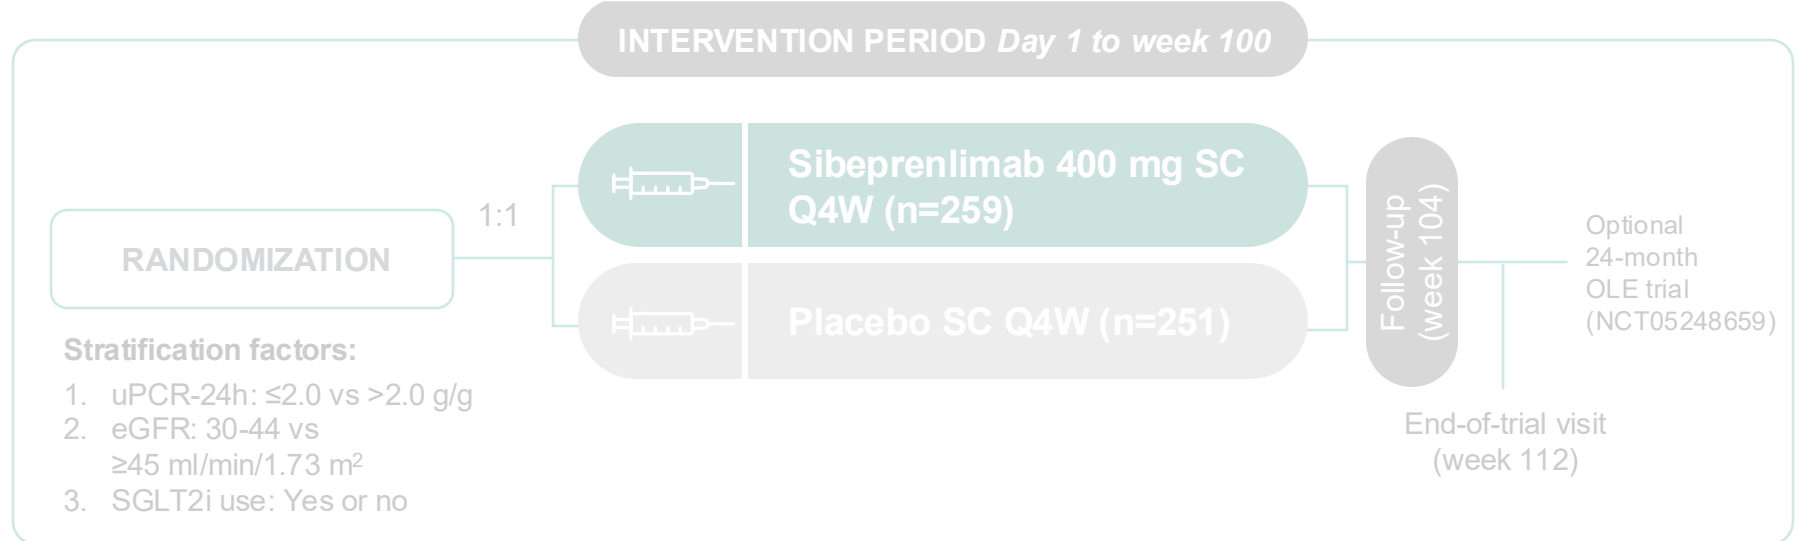 INTERVENTION PERIOD Day 1 to week 100
Sibeprenlimab 400 mg SC
Q4W (n=259)
1:1
RANDOMIZATION
Placebo SC Q4W (n=251)
Follow-up
(week 104)
Optional
24-month
OLE trial
(NCT05248659)
Stratification factors:
1. uPCR-24h: ≤2.0 vs >2.0 g/g
2. eGFR: 30-44 vs
≥45 ml/min/1.73 m²
3. SGLT2i use: Yes or no
End-of-trial visit
(week 112)